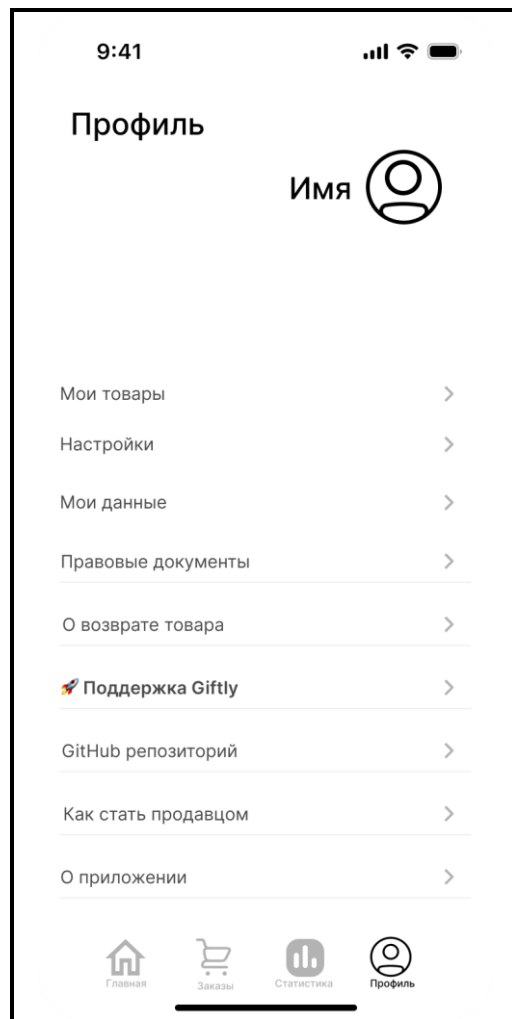 9:41
Профиль
Имя
Мои товары
Настройки
Мои данные
Правовые документы
О возврате товара
🚀 Поддержка Giftly
GitHub репозиторий
Как стать продавцом
О приложении
Главная
Заказы
Статистика
Профиль